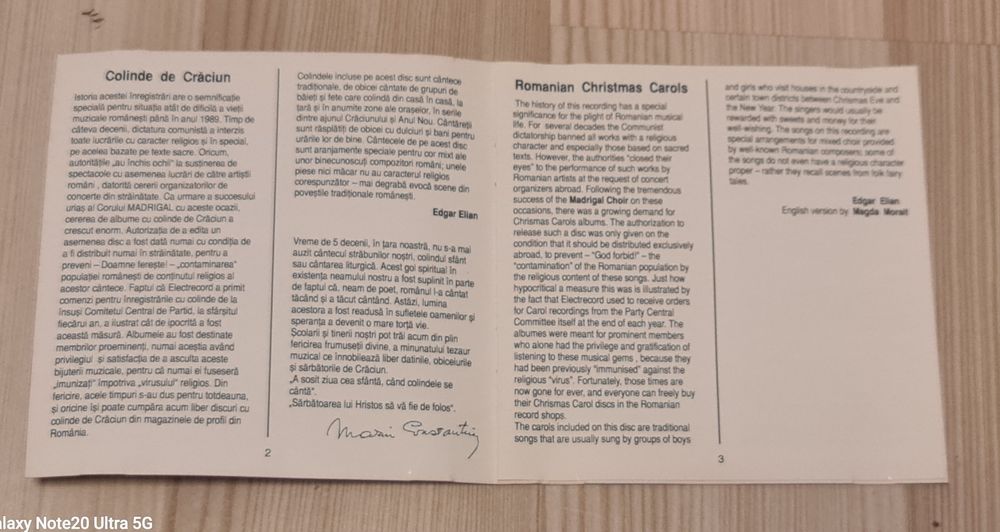 Colinde de Crăciun
Istoria acestei înregistrări are o semnificație
specială pentru situația atât de dificilă a vieții
muzicale românești până în anul 1989. Timp de
câteva decenii, dictatura comunistă a interzis
toate lucrările cu caracter religios și în special,
pe acelea bazate pe texte sacre. Oricum,
autoritățile „au închis ochii” la susținerea de
spectacole cu asemenea lucrări de către artiști
români , datorită cererii organizatorilor de
concerte din străinătate. Ca urmare a succesului
uriaș al Corului MADRIGAL cu aceste ocazii,
cererea de albume cu colinde de Crăciun a
crescut enorm. Autorizația de a edita un
asemenea disc a fost dată numai cu condiția de
a fi distribuit numai în străinătate, pentru a
preveni – Doamne ferește! – „contaminarea”
populației românești de conținutul religios al
acestor cântece. Faptul că Electrecord a primit
comenzi pentru înregistrările cu colinde de la
însuși Comitetul Central de Partid, la sfârșitul
fiecărui an, a ilustrat cât de ipocrită a fost
această măsură. Albumele au fost destinate
membrilor proeminenți, numai aceștia având
privilegiul și satisfacția de a asculta aceste
bijuterii muzicale, pentru că numai ei fuseseră
„imunizați” împotriva „virusului” religios. Din
fericire, aceste timpuri s-au dus pentru totdeauna,
și oricine își poate cumpăra acum liber discuri cu
colinde de Crăciun din magazinele de profil din
România.
Colindele incluse pe acest disc sunt cântece
tradiționale, de obicei cântate de grupuri de
băieți și fete care colindă din casă în casă, la
țară și în anumite zone ale orașelor, în serile
dintre ajunul Crăciunului și Anul Nou. Cântăreții
sunt răsplătiți de obicei cu dulciuri și bani pentru
urările lor de bine. Cântecele de pe acest disc
sunt aranjamente speciale pentru cor mixt ale
unor binecunoscuți compozitori români; unele
piese nici măcar nu au caracterul religios
corespunzător – mai degrabă evocă scene din
poveștile tradiționale românești.
Edgar Elian
Vreme de 5 decenii, în țara noastră, nu s-a mai
auzit cântecul străbunilor noștri, colindul sfânt
sau cântarea liturgică. Acest gol spiritual în
existența neamului nostru a fost suplinit în parte
de faptul că, neam de poet, românul l-a cântat
tăcând și a tăcut cântând. Astăzi, lumina
acestora a fost readusă în sufletele oamenilor și
speranța a devenit o mare torță vie.
Școlarii și tinerii noștri pot trăi acum din plin
fericirea frumuseții divine, a minunatului tezaur
muzical ce înnobilează liber datinile, obiceiurile
și sărbătorile de Crăciun.
„A sosit ziua cea sfântă, când colindele se
cântă”.
„Sărbătoarea lui Hristos să vă fie de folos”.
Marin Constantin
2
Romanian Christmas Carols
The history of this recording has a special
significance for the plight of Romanian musical
life. For several decades the Communist
dictatorship banned all works with a religious
character and especially those based on sacred
texts. However, the authorities “closed their
eyes” to the performance of such works by
Romanian artists at the request of concert
organizers abroad. Following the tremendous
success of the Madrigal Choir on these
occasions, there was a growing demand for
Chrismas Carols albums. The authorization to
release such a disc was only given on the
condition that it should be distributed exclusively
abroad, to prevent – “God forbid!” – the
“contamination” of the Romanian population by
the religious content of these songs. Just how
hypocritical a measure this was is illustrated by
the fact that Electrekord used to receive orders
for Carol recordings from the Party Central
Committee itself at the end of each year. The
albumes were meant for prominent members
who alone had the privilege and gratification of
listening to these musical gems , because they
had been previously “immunised” against the
religious “virus”. Fortunately, those times are
now gone for ever, and everyone can freely buy
their Chrismas Carol discs in the Romanian
record shops.
The carols included on this disc are traditional
songs that are usually sung by groups of boys
and girls who visit houses in the countryside and
certain town districts between Chrismas Eve and
the New Year. The singers would usually be
rewarded with sweets and money for their
well-wishing. The songs on this recording are
special arrangements for mixed choir provided
by well-known Romanian composers; some of
the songs do not even have a religious character
proper – rather they recall scenes from folk fairy
tales.
Edgar Elian
English version by Magda Morait
3
alaxy Note20 Ultra 5G